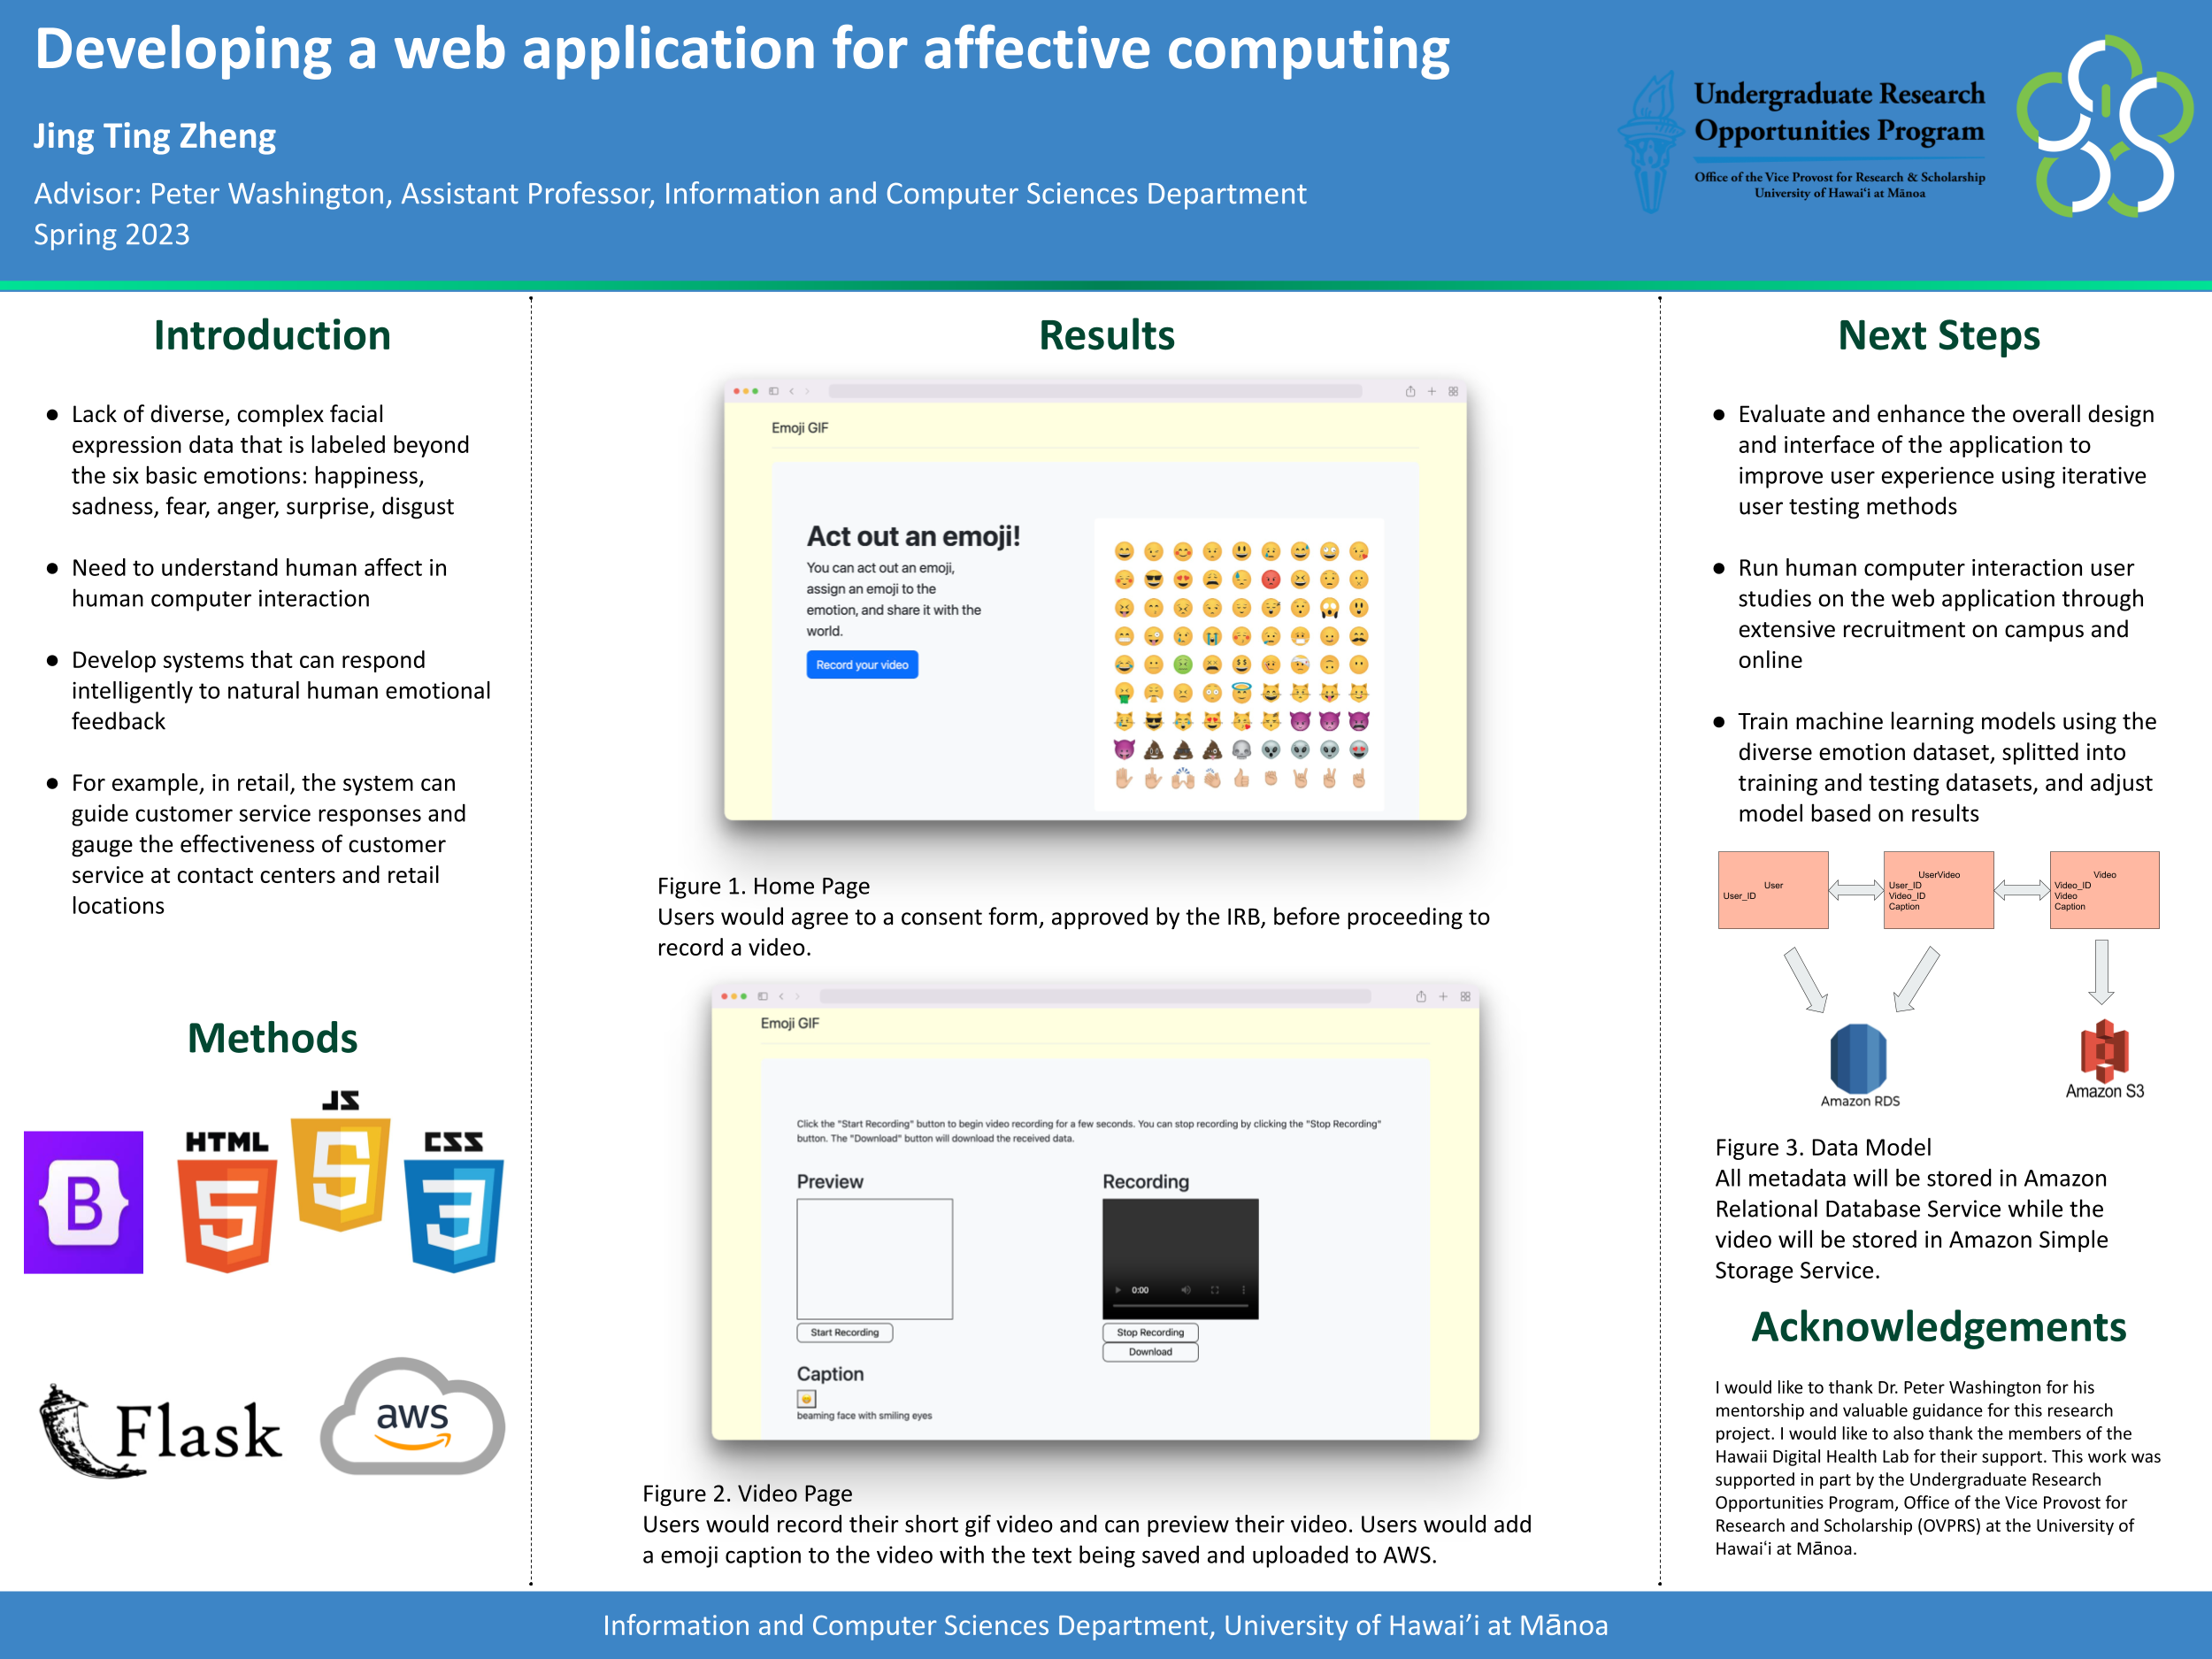 Developing a web application for affective computing
Jing Ting Zheng
Advisor: Peter Washington, Assistant Professor, Information and Computer Sciences Department
Spring 2023
Undergraduate Research
Opportunities Program
Office of the Vice Provost for Research & Scholarship
University of Hawai‘i at Mānoa
Introduction
● Lack of diverse, complex facial
expression data that is labeled beyond
the six basic emotions: happiness,
sadness, fear, anger, surprise, disgust
● Need to understand human affect in
human computer interaction
● Develop systems that can respond
intelligently to natural human emotional
feedback
● For example, in retail, the system can
guide customer service responses and
gauge the effectiveness of customer
service at contact centers and retail
locations
Methods
B
HTML
5
JS
5
CSS
3
Flask
aws
Results
Emoji GIF
Act out an emoji!
You can act out an emoji,
assign an emoji to the
emotion, and share it with the
world.
Record your video
Figure 1. Home Page
Users would agree to a consent form, approved by the IRB, before proceeding to
record a video.
Emoji GIF
Click the "Start Recording" button to begin video recording for a few seconds. You can stop recording by clicking the "Stop Recording"
button. The "Download" button will download the received data.
Preview
Recording
0:00
Start Recording
Stop Recording
Download
Caption
beaming face with smiling eyes
Figure 2. Video Page
Users would record their short gif video and can preview their video. Users would add
a emoji caption to the video with the text being saved and uploaded to AWS.
Next Steps
● Evaluate and enhance the overall design
and interface of the application to
improve user experience using iterative
user testing methods
● Run human computer interaction user
studies on the web application through
extensive recruitment on campus and
online
● Train machine learning models using the
diverse emotion dataset, splitted into
training and testing datasets, and adjust
model based on results
User
User_ID
UserVideo
User_ID
Video_ID
Caption
Video
Video_ID
Video
Caption
Amazon RDS
Amazon S3
Figure 3. Data Model
All metadata will be stored in Amazon
Relational Database Service while the
video will be stored in Amazon Simple
Storage Service.
Acknowledgements
I would like to thank Dr. Peter Washington for his
mentorship and valuable guidance for this research
project. I would like to also thank the members of the
Hawaii Digital Health Lab for their support. This work was
supported in part by the Undergraduate Research
Opportunities Program, Office of the Vice Provost for
Research and Scholarship (OVPRS) at the University of
Hawai‘i at Mānoa.
Information and Computer Sciences Department, University of Hawai’i at Mānoa